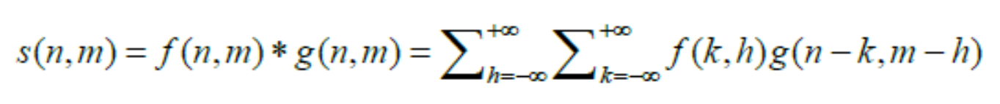 s(n,m) = f(n,m) * g(n,m) = ∑_{h=-∞}^{+∞} ∑_{k=-∞}^{+∞} f(k,h)g(n-k,m-h)